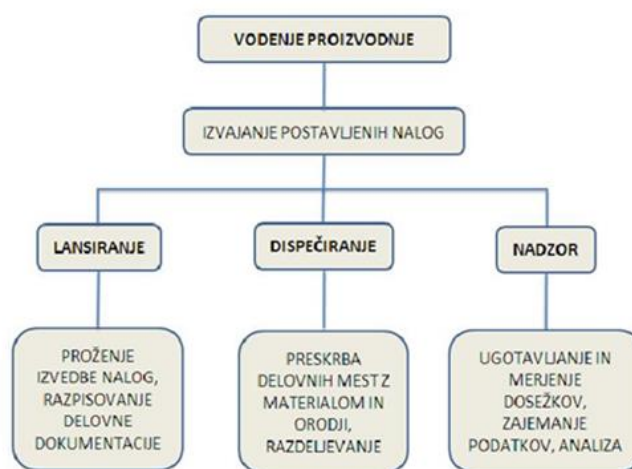 VODENJE PROIZVODNJE
IZVAJANJE POSTAVLJENIH NALOG
LANSIRANJE
DISPEČIRANJE
NADZOR
PROŽENJE
IZVEDBE NALOG,
RAZPISOVANJE
DELOVNE
DOKUMENTACIJE
PRESKRBA
DELOVNIH MEST Z
MATERIALOM IN
ORODJI,
RAZDELJEVANJE
UGOTAVLJANJE IN
MERJENJE
DOSEŽKOV,
ZAJEMANJE
PODATKOV, ANALIZA